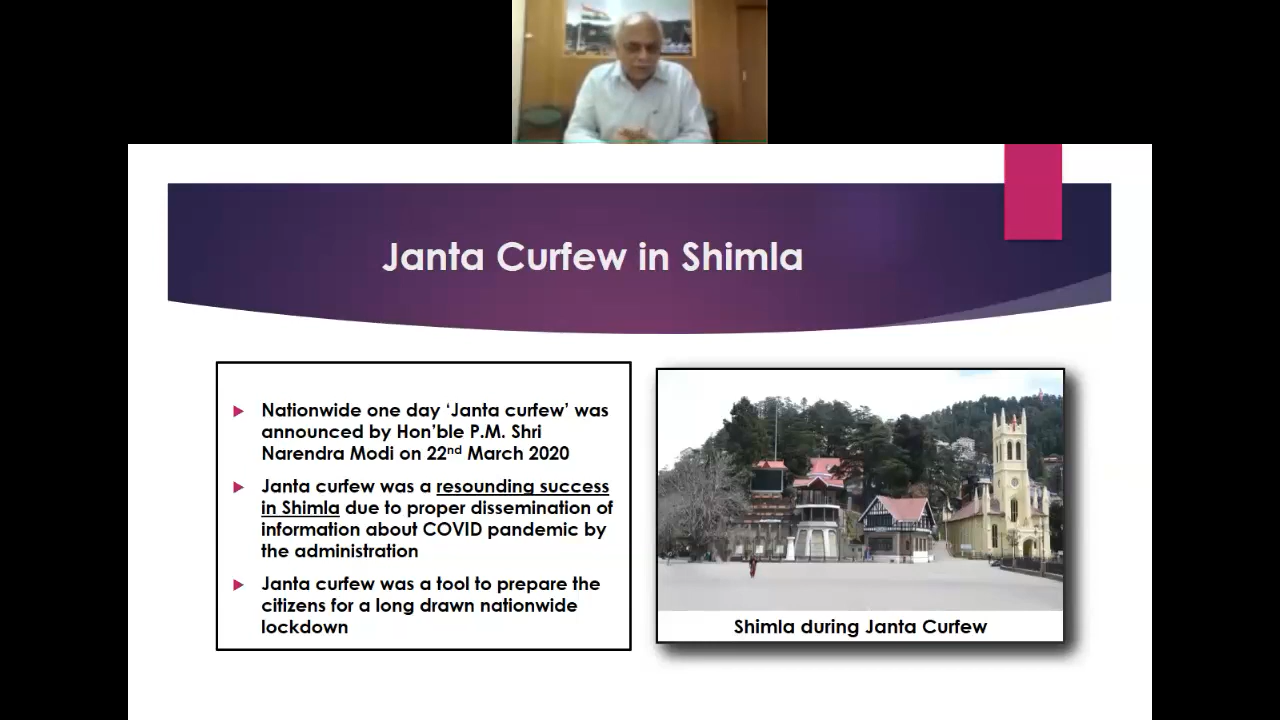 Janta Curfew in Shimla
Nationwide one day ‘Janta curfew’ was
announced by Hon’ble P.M. Shri
Narendra Modi on 22nd March 2020
Janta curfew was a resounding success
in Shimla due to proper dissemination of
information about COVID pandemic by
the administration
Janta curfew was a tool to prepare the
citizens for a long drawn nationwide
lockdown
Shimla during Janta Curfew